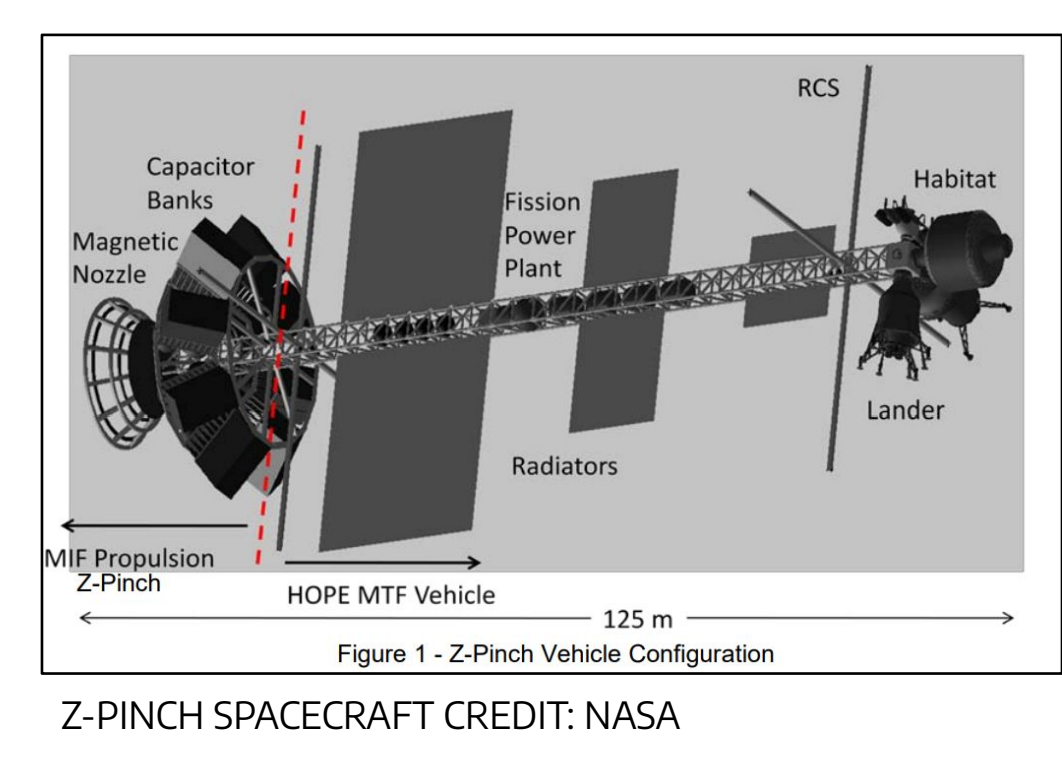 RCS
Capacitor
Banks
Habitat
Magnetic
Nozzle
Fission
Power
Plant
Lander
Radiators
MIF Propulsion
Z-Pinch
HOPE MTF Vehicle
125 m
Figure 1 - Z-Pinch Vehicle Configuration
Z-PINCH SPACECRAFT CREDIT: NASA